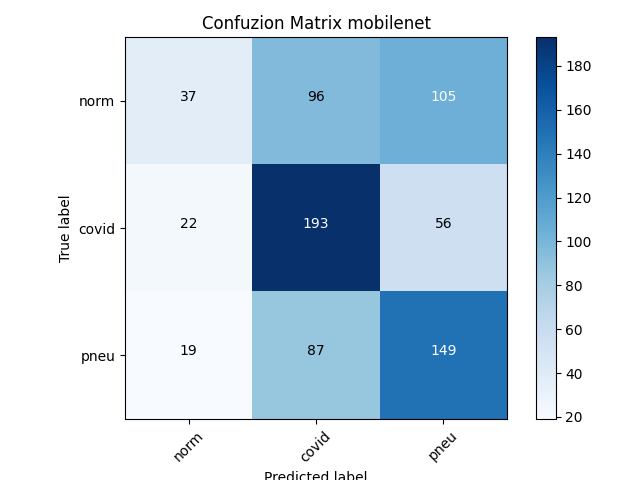 Confuzion Matrix mobilenet
norm 37 96 105
covid 22 193 56
pneu 19 87 149
True label
norm covid pneu
Predicted label
180
160
140
120
100
80
60
40
20